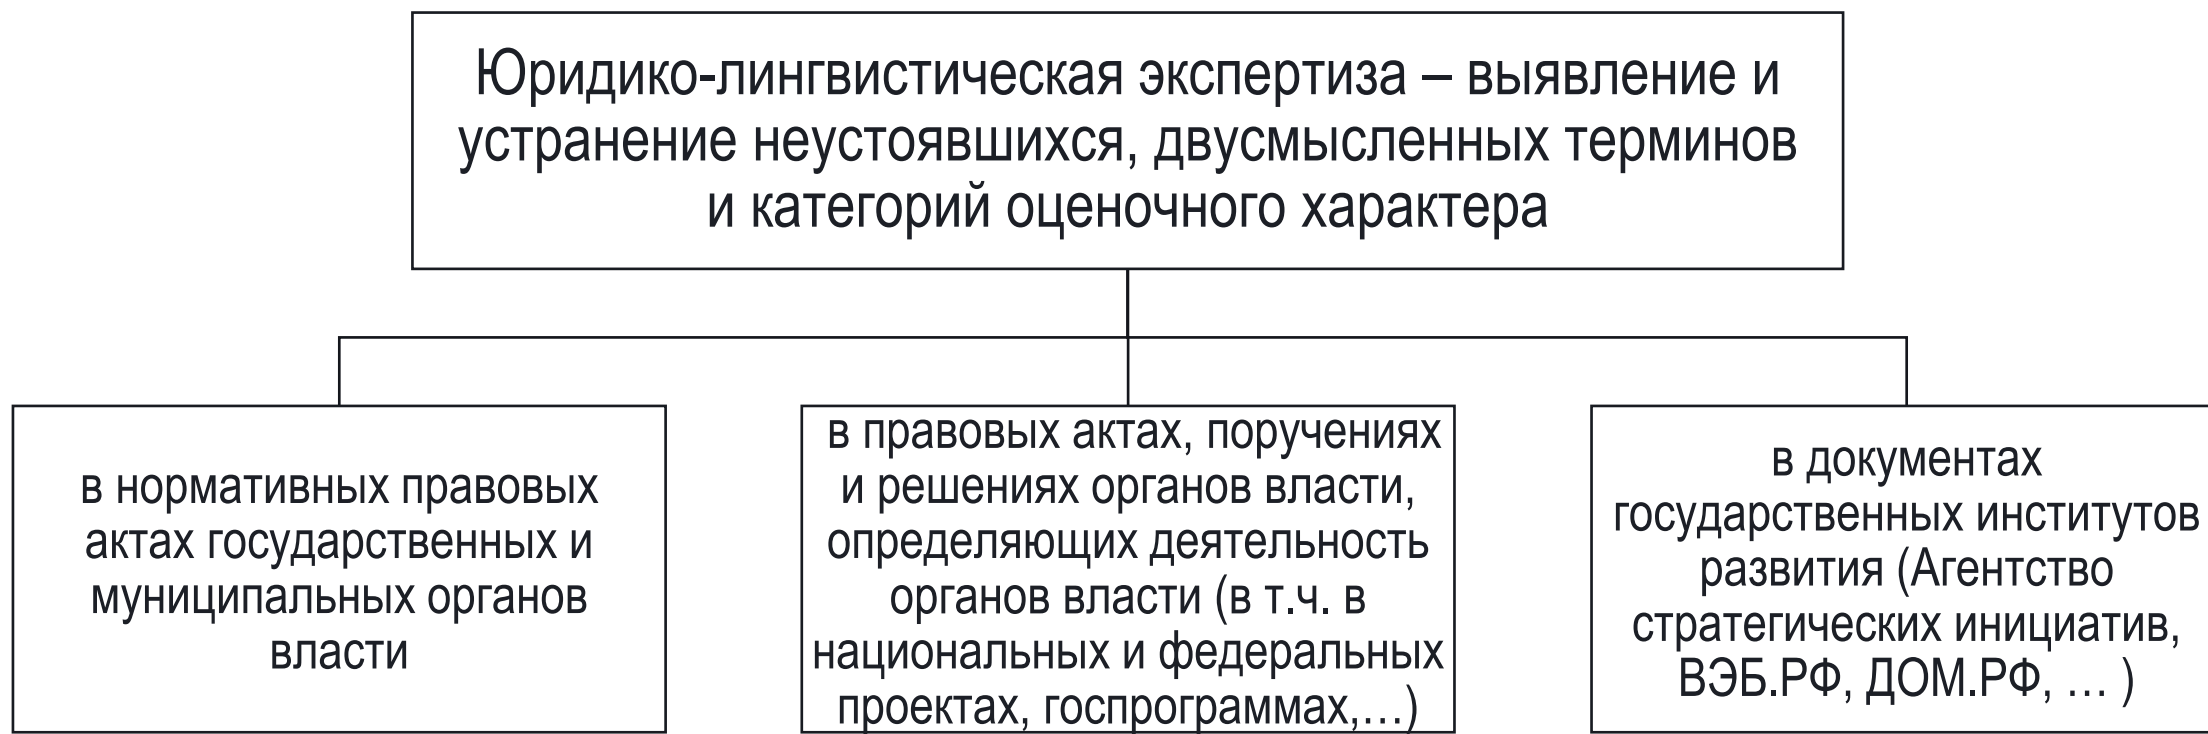 Юридико-лингвистическая экспертиза – выявление и
устранение неустоявшихся, двусмысленных терминов
и категорий оценочного характера
в нормативных правовых
актах государственных и
муниципальных органов
власти
в правовых актах, поручениях
и решениях органов власти,
определяющих деятельность
органов власти (в т.ч. в
национальных и федеральных
проектах, госпрограммах,…)
в документах
государственных институтов
развития (Агентство
стратегических инициатив,
ВЭБ.РФ, ДОМ.РФ, … )